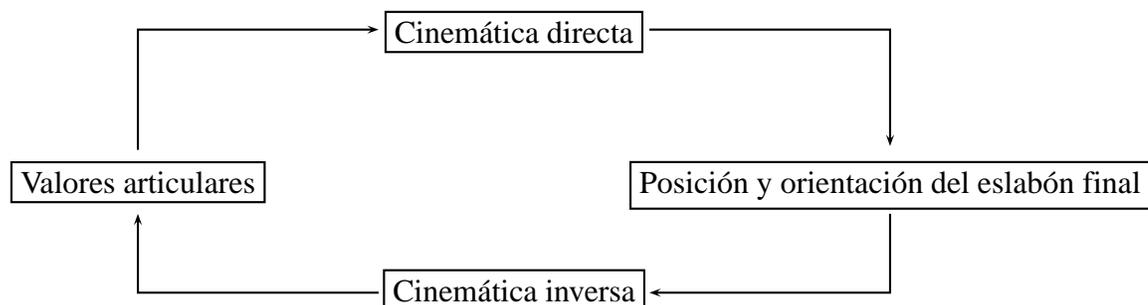 Cinemática directa
Valores articulares
Posición y orientación del eslabón final
Cinemática inversa